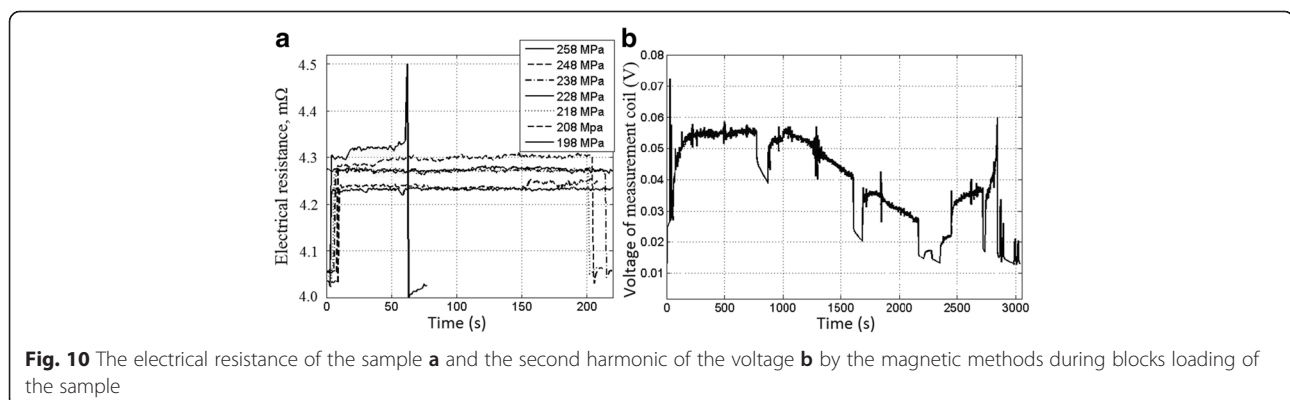 a
Electrical resistance, mΩ
4.5
4.4
4.3
4.2
4.1
4.0
258 MPa
248 MPa
238 MPa
228 MPa
218 MPa
208 Mpa
198 MPa
0
50
100
150
200
Time (s)
b
Voltage of measurement coil (V)
0.08
0.07
0.06
0.05
0.04
0.03
0.02
0.01
0
500
1000
1500
2000
2500
3000
Time (s)
Fig. 10 The electrical resistance of the sample a and the second harmonic of the voltage b by the magnetic methods during blocks loading of
the sample